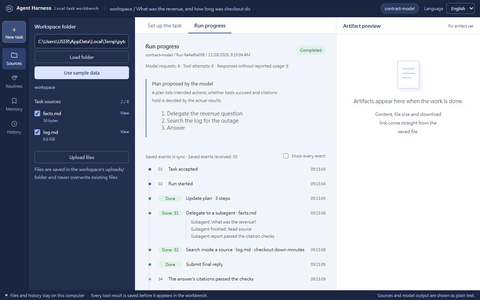 Agent Harness Local task workbench
workspace / What was the revenue, and how long was checkout do
contract-model
Language
English
New task
Sources
Routines
Memory
History
Workspace folder
C:\Users\USER\AppData\Local\Temp\pyte
Load folder
Use sample data
workspace
Task sources
2 / 8
facts.md
View
log.md
View
8.6 KiB
Upload files
Files are saved in the workspace's uploads/
folder and never overwrite existing files.
Set up the task
Run progress
Run progress
Completed
Model requests: 6 · Tool attempts: 6 · Responses without reported usage: 6
Plan proposed by the model
A plan lists intended actions; whether tools succeed and citations
hold is decided by the actual results.
1. Delegate the revenue question
2. Search the log for the outage
3. Answer
Saved events in sync · Saved events received: 33
Show every event
01 Task accepted 09:15:04
02 Run started 09:15:04
Done Update plan · 3 steps 09:15:05
Done · E1 Delegate to a subagent · facts.md 09:15:06
Subagent: What was the revenue?
Subagent finished: Read source
Subagent report passed the citation checks
Done · E2 Search inside a source · log.md · checkout down minutes 09:15:08
Done Submit final reply 09:15:09
34 The answer's citations passed the checks 09:15:09
Artifact preview
No artifact yet
Artifacts appear here when the work is done.
Content, file size and download
link come straight from the
saved file.
Files and history stay on this computer
Every tool result is saved before it appears in the workbench.
Sources and model output are shown as plain text.